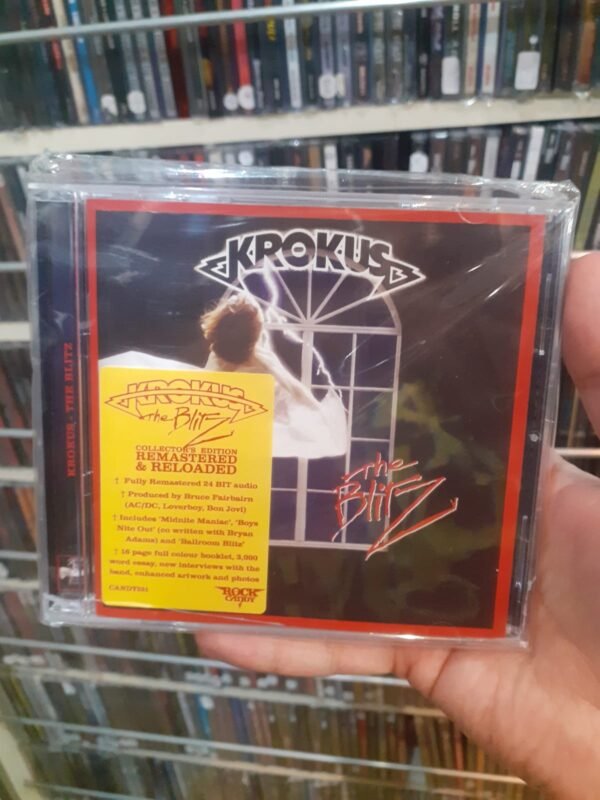 KROKUS
KROKUS THE BLITZ
The Blitz
KROKUS
The Blitz
COLLECTOR'S EDITION
REMASTERED
& RELOADED
† Fully Remastered 24 BIT audio
† Produced by Bruce Fairbairn
(AC/DC, Loverboy, Bon Jovi)
† Includes 'Midnite Maniac', 'Boys
Nite Out' (co written with Bryan
Adams) and 'Ballroom Blitz'
† 16 page full colour booklet, 3,000
word essay, new interviews with the
band, enhanced artwork and photos
ROCK
CANDY